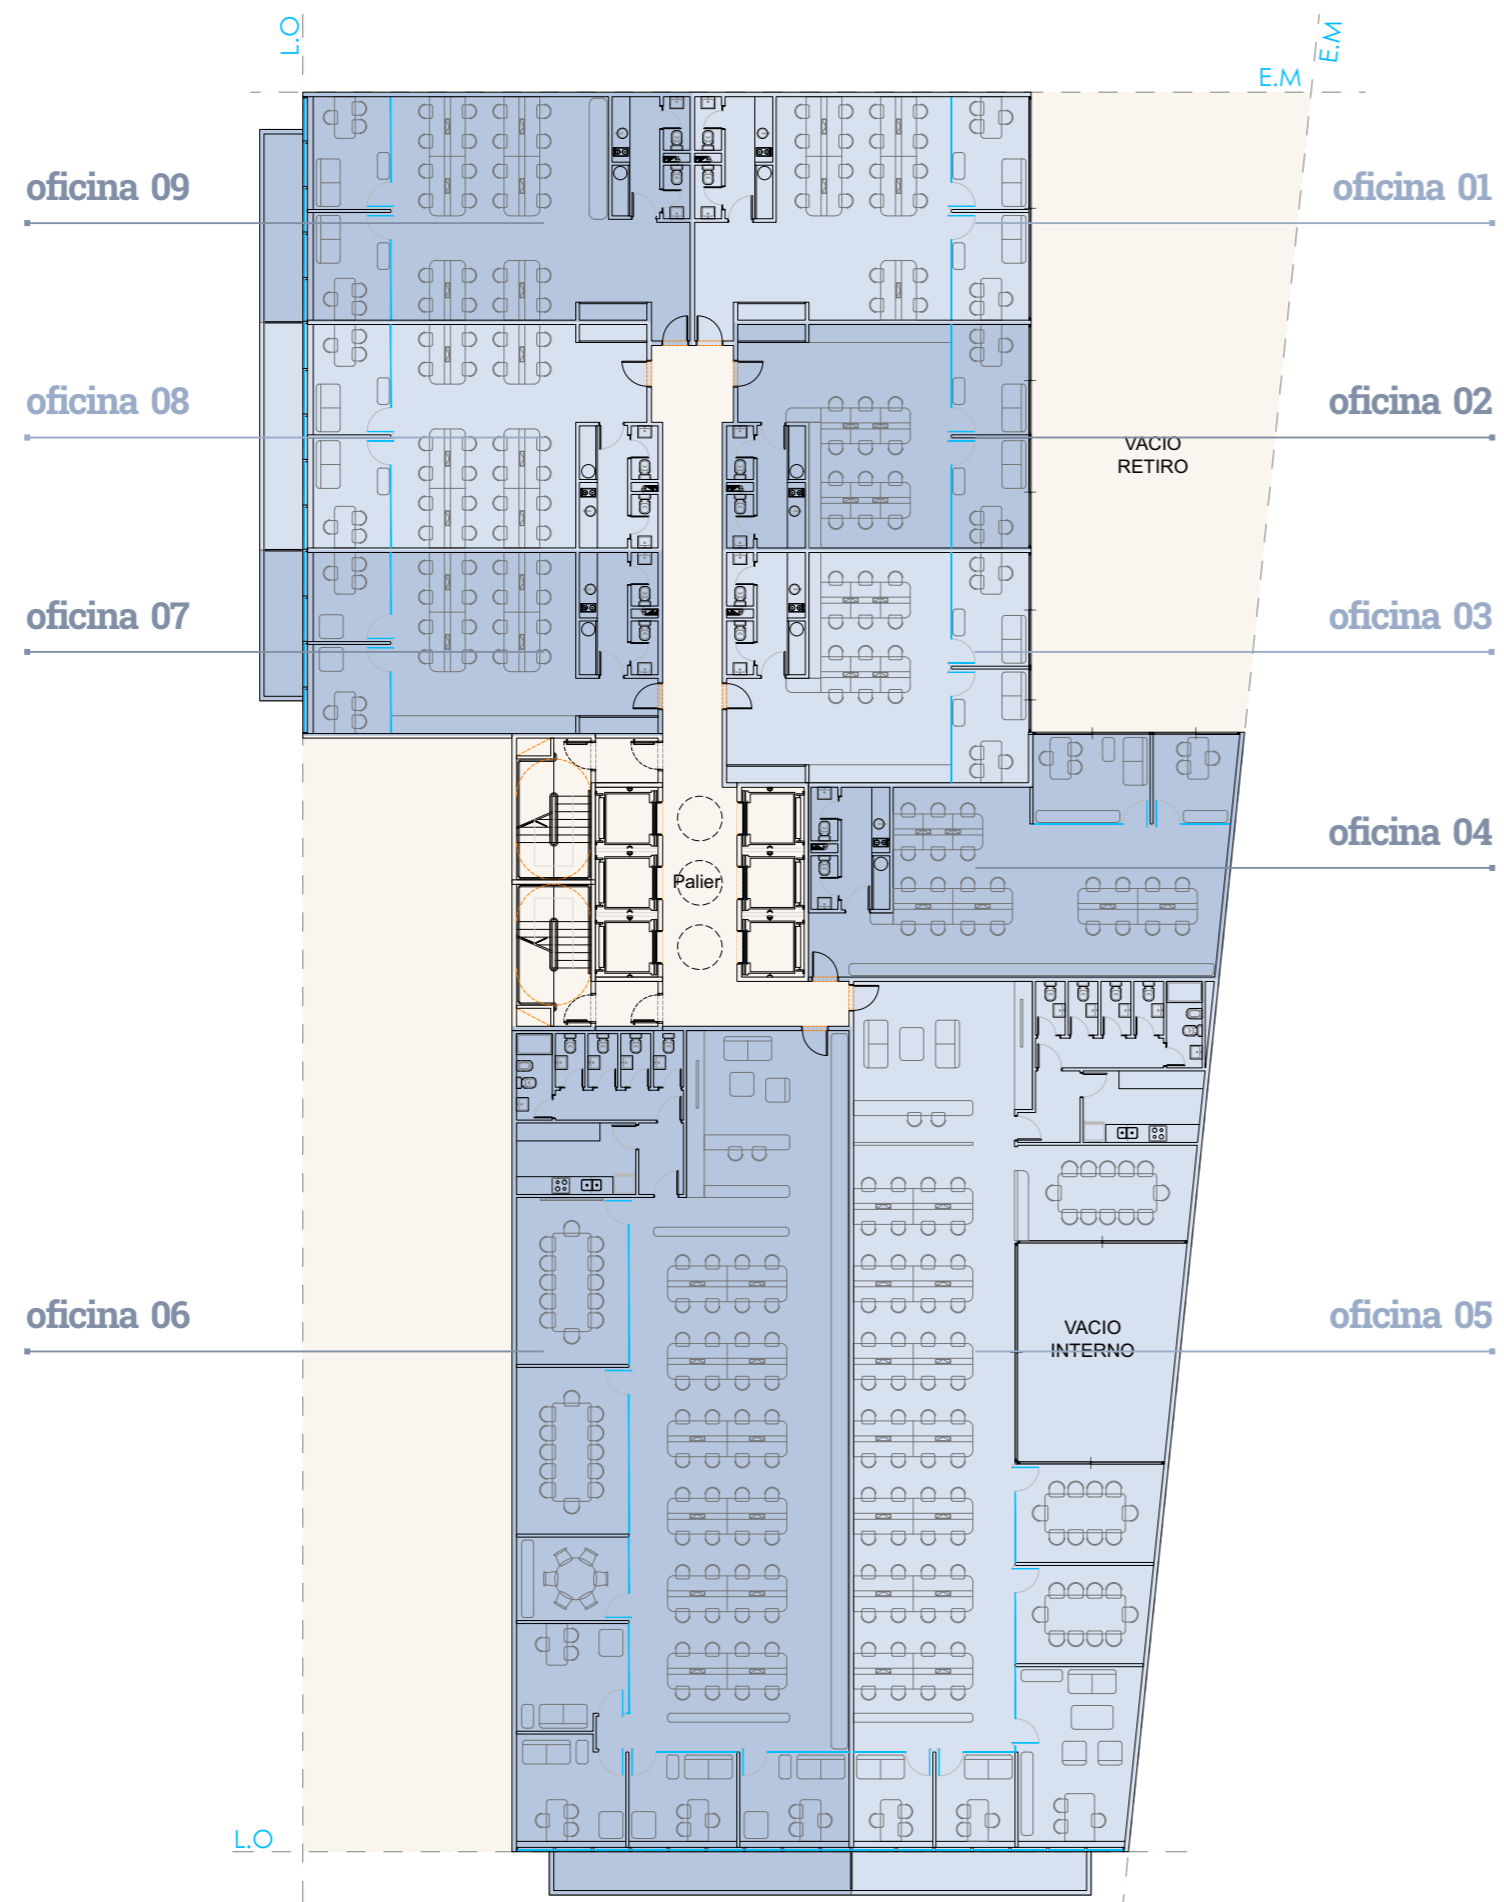 L.O
E.M
E.M
oficina 09
oficina 01
oficina 08
oficina 02
VACIO
RETIRO
oficina 07
oficina 03
oficina 04
Palier
oficina 06
oficina 05
VACIO
INTERNO
L.O